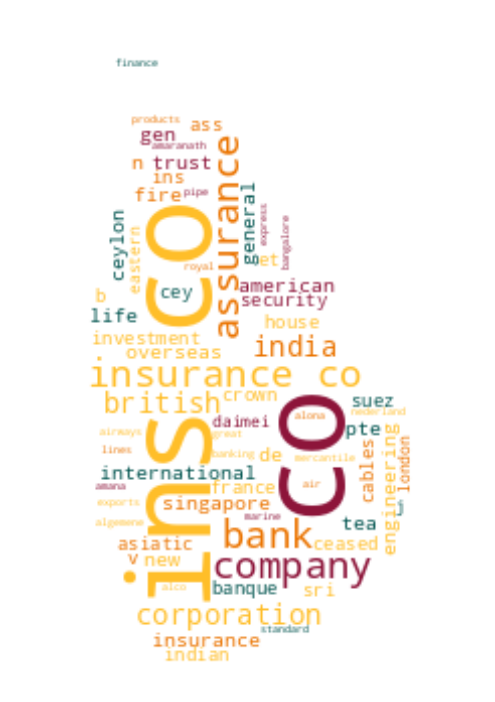 finance
products
ass
gen
amaranath
n
trust
ins
fire
pipe
assurance
general
express
bangalore
ceylon
eastern
co
royal
et
cey
american
security
b
life
house
investment
overseas
india
insurance co
british
crown
co
alona
suez
nederland
pte
daimei
great
airways
lines
banking
de
mercantile
cables
engineering
london
international
amana
france
air
exports
singapore
marine
j
algemene
tea
bank
asiatic
ceased
v
new
company
ins
alco
banque
sri
corporation
standard
insurance
indian